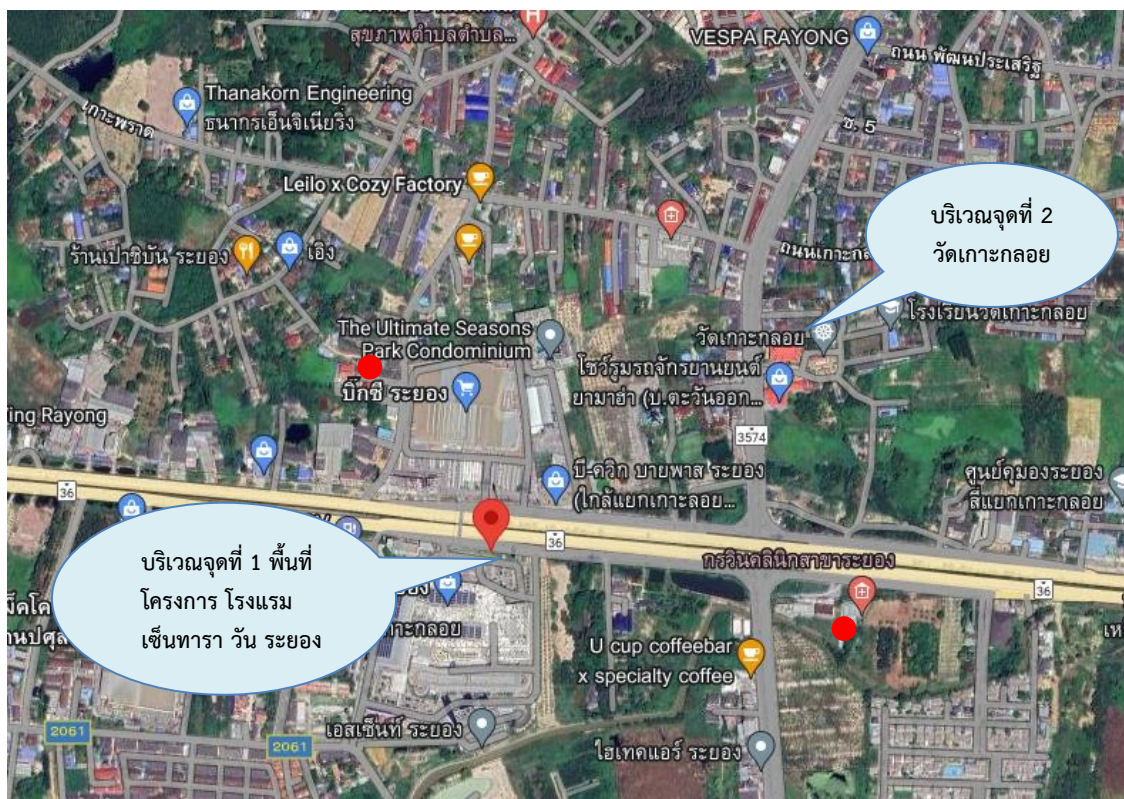 สุขภาพตำบลตำบล...
VESPA RAYONG
ถนน พัฒนประเสริฐ
Thanakorn Engineering
ธนากรเอ็นจิเนียริ่ง
เกาะพราด
ซ. 5
Leilo x Cozy Factory
บริเวณจุดที่ 2
วัดเกาะกลอย
ร้านเปาชิบัน ระยอง
เอิง
ถนนเกาะก
โรงเรียนวัดเกาะกลอย
The Ultimate Seasons
Park Condominium
วัดเกาะกลอย
โชว์รูมรถจักรยานยนต์
ยามาฮ่า (บ.ตะวันออก...
บิ๊กซี ระยอง
ing Rayong
3574
บี-ควิก บายพาส ระยอง
(ใกล้แยกเกาะลอย...
ศูนย์คุมองระยอง
สี่แยกเกาะกลอย
36
36
บริเวณจุดที่ 1 พื้นที่
โครงการ โรงแรม
เซ็นทารา วัน ระยอง
กรวินคลินิกสาขาระยอง
36
าะกลอย
U cup coffeebar
x specialty coffee
2061
2061
เอสเซ็นท์ ระยอง
ไฮเทคแอร์ ระยอง